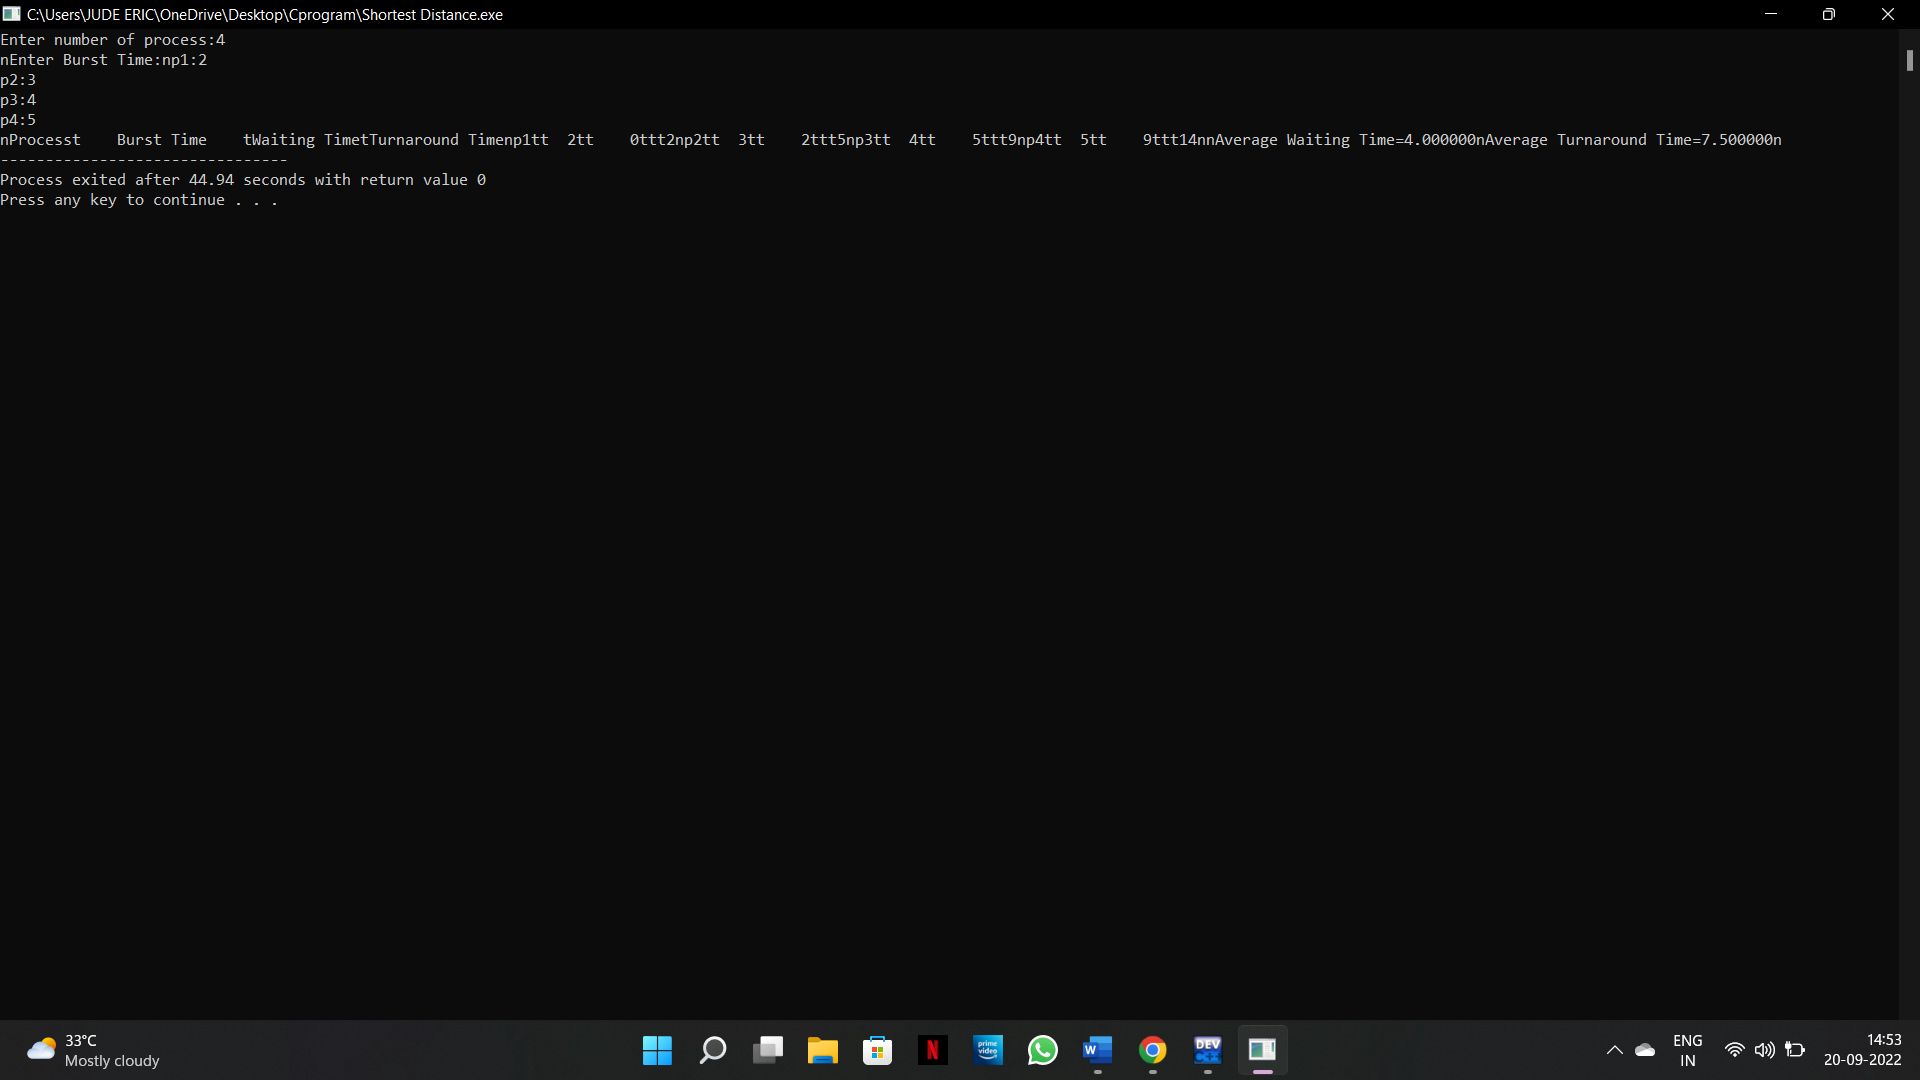 C:\Users\JUDE ERIC\OneDrive\Desktop\Cprogram\Shortest Distance.exe
Enter number of process:4
nEnter Burst Time:np1:2
p2:3
p3:4
p4:5
nProcesst    Burst Time    tWaiting TimetTurnaround Timenp1tt  2tt    0ttt2np2tt  3tt    2ttt5np3tt  4tt    5ttt9np4tt  5tt    9ttt14nnAverage Waiting Time=4.000000nAverage Turnaround Time=7.500000n
--------------------------------
Process exited after 44.94 seconds with return value 0
Press any key to continue . . .
33°C
Mostly cloudy
N
prime video
W
DEV C++
ENG
IN
14:53
20-09-2022